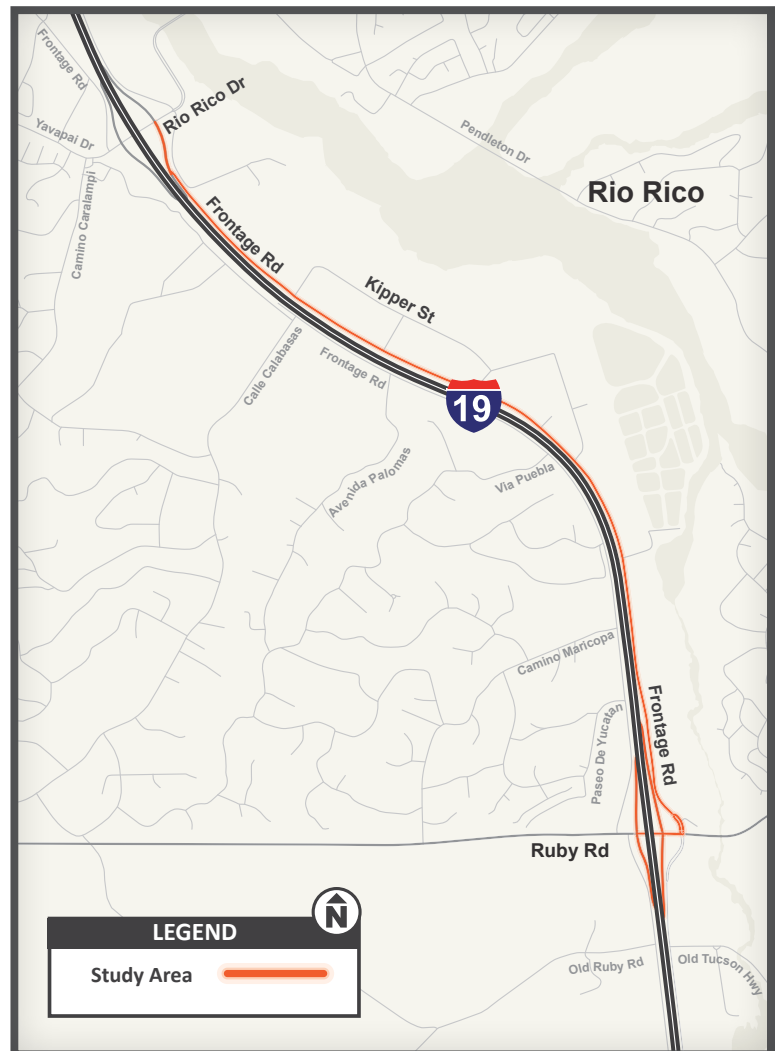 Frontage Rd
Rio Rico Dr
Yavapai Dr
Pendleton Dr
Camino Caralampi
Rio Rico
Frontage Rd
Kipper St
Calle Calabasas
Frontage Rd
19
Avenida Palomas
Via Puebla
Camino Maricopa
Paseo De Yucatan
Frontage Rd
Ruby Rd
N
LEGEND
Study Area
Old Ruby Rd
Old Tucson Hwy